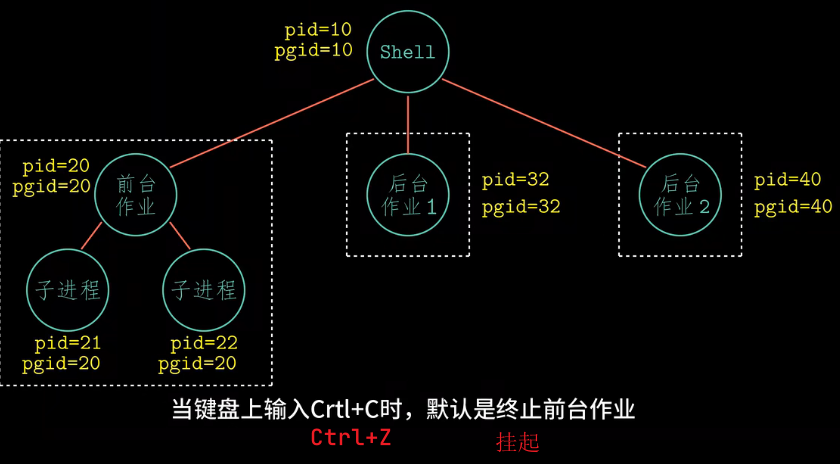 pid=10
pgid=10
Shell
pid=20
pgid=20
前台
作业
后台
作业1
pid=32
pgid=32
后台
作业2
pid=40
pgid=40
子进程
子进程
pid=21
pgid=20
pid=22
pgid=20
当键盘上输入Crtl+C时，默认是终止前台作业
Ctrl+Z
挂起